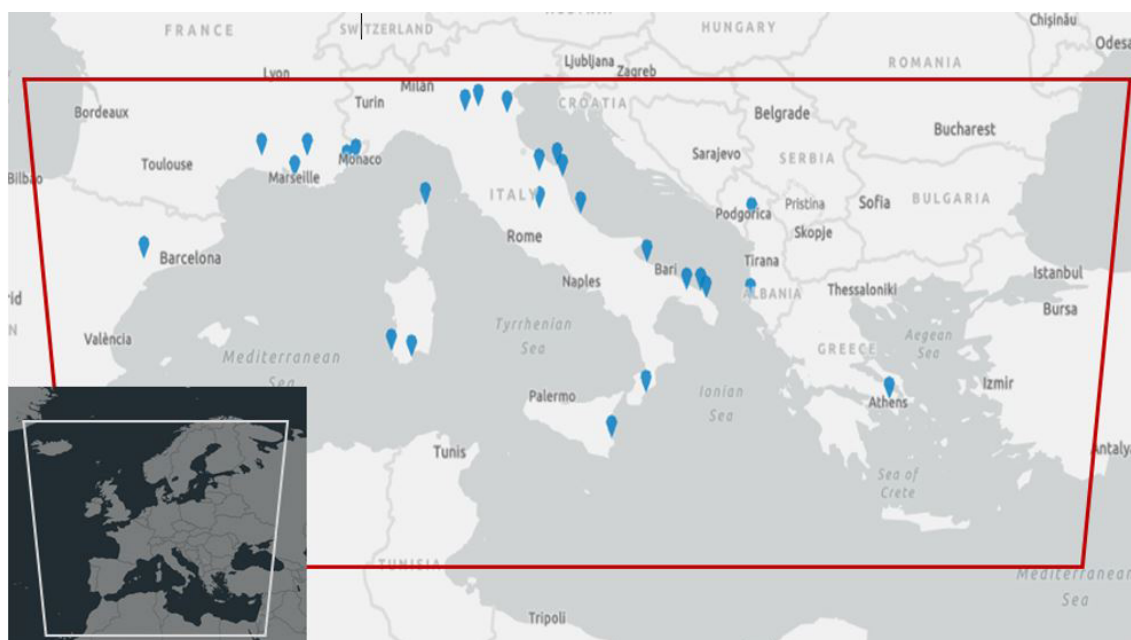 FRANCE
SWITZERLAND
HUNGARY
Chișinău
Ljubljana
Zagreb
Odesa
ROMANIA
Lyon
Milan
Turin
CROATIA
Bordeaux
Belgrade
Bucharest
Toulouse
Monaco
Sarajevo
SERBIA
Marseille
Bilbao
ITALY
Podgorica
Pristina
Sofia
BULGARIA
Skopje
Rome
Barcelona
Bari
Tirana
Istanbul
Naples
ALBANIA
Thessaloniki
Bursa
València
Tyrrhenian
Sea
Aegean
Sea
Mediterranean
Sea
GREECE
Izmir
Palermo
Ionian
Sea
Athens
Tunis
Antalya
Sea of
Crete
TUNISIA
Mediterranean
Sea
Tripoli